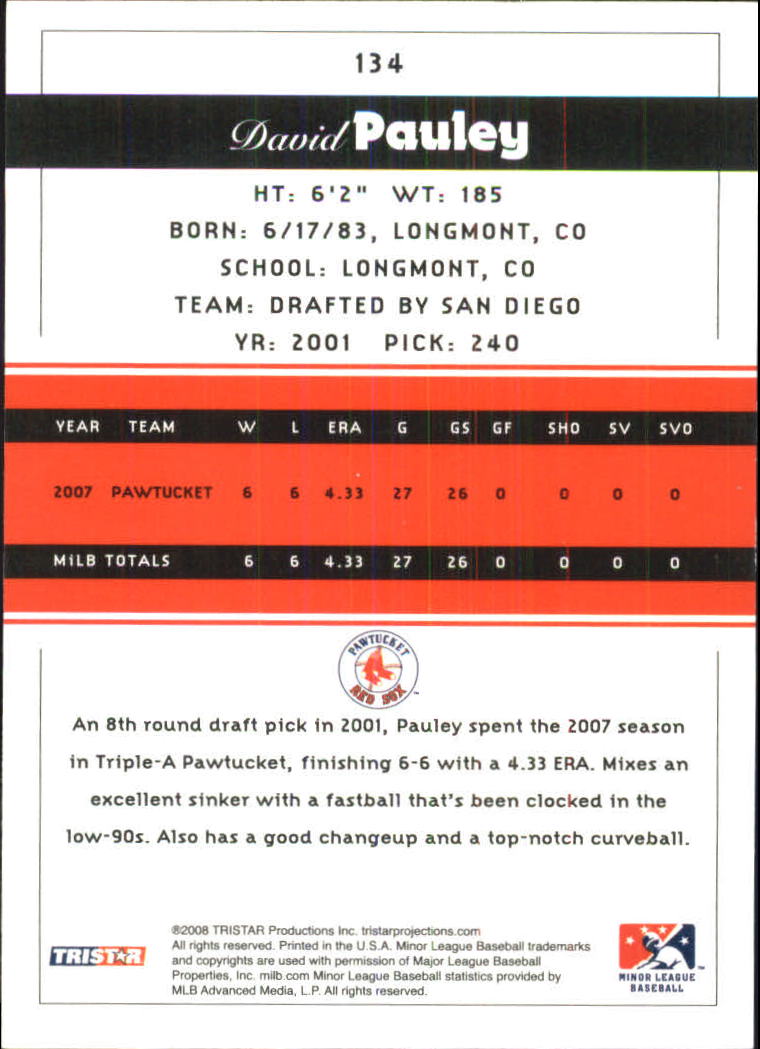 134
David Pauley
HT: 6'2" WT: 185
BORN: 6/17/83, LONGMONT, CO
SCHOOL: LONGMONT, CO
TEAM: DRAFTED BY SAN DIEGO
YR: 2001 PICK: 240
YEAR TEAM W L ERA G GS GF SHO SV SVO
2007 PAWTUCKET 6 6 4.33 27 26 0 0 0 0
MiLB TOTALS 6 6 4.33 27 26 0 0 0 0
PAWTUCKET
RED SOX ™
An 8th round draft pick in 2001, Pauley spent the 2007 season
in Triple-A Pawtucket, finishing 6-6 with a 4.33 ERA. Mixes an
excellent sinker with a fastball that's been clocked in the
low-90s. Also has a good changeup and a top-notch curveball.
TRISTAR
®2008 TRISTAR Productions Inc. tristarprojections.com
All rights reserved. Printed in the U.S.A. Minor League Baseball trademarks
and copyrights are used with permission of Major League Baseball
Properties, Inc. milb.com Minor League Baseball statistics provided by
MLB Advanced Media, L.P. All rights reserved.
MINOR LEAGUE ™
BASEBALL